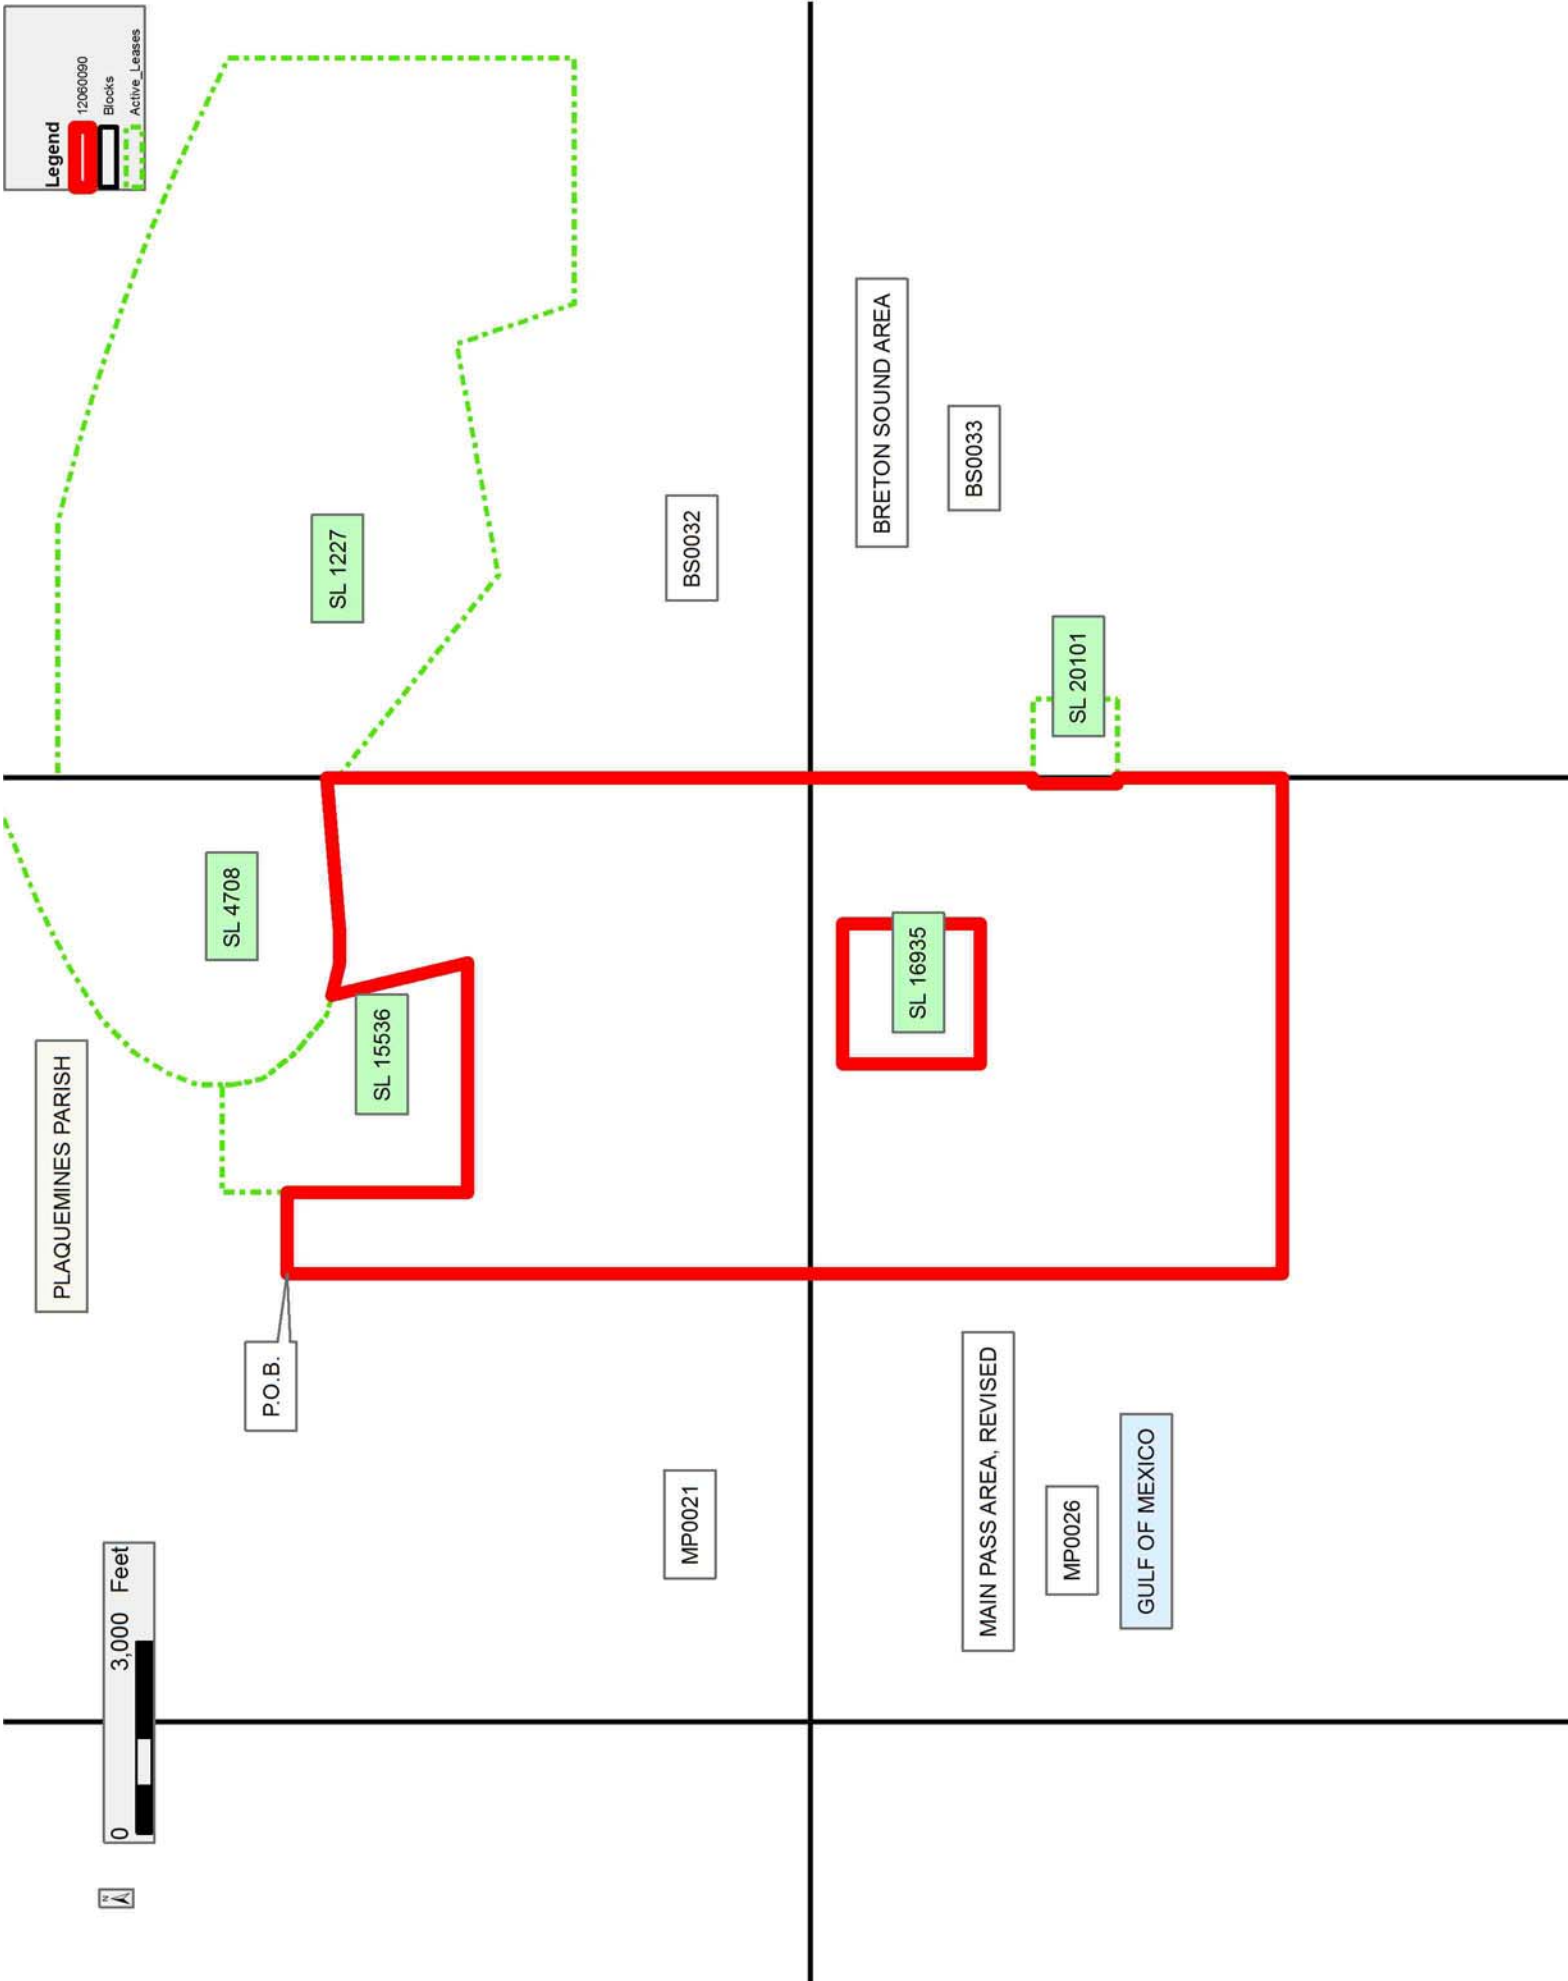 Legend
12060090
Blocks
Active_Leases
PLAQUEMINES PARISH
0
3,000 Feet
N
P.O.B.
SL 4708
SL 15536
SL 1227
MP0021
BS0032
BRETON SOUND AREA
BS0033
SL 16935
SL 20101
MAIN PASS AREA, REVISED
MP0026
GULF OF MEXICO